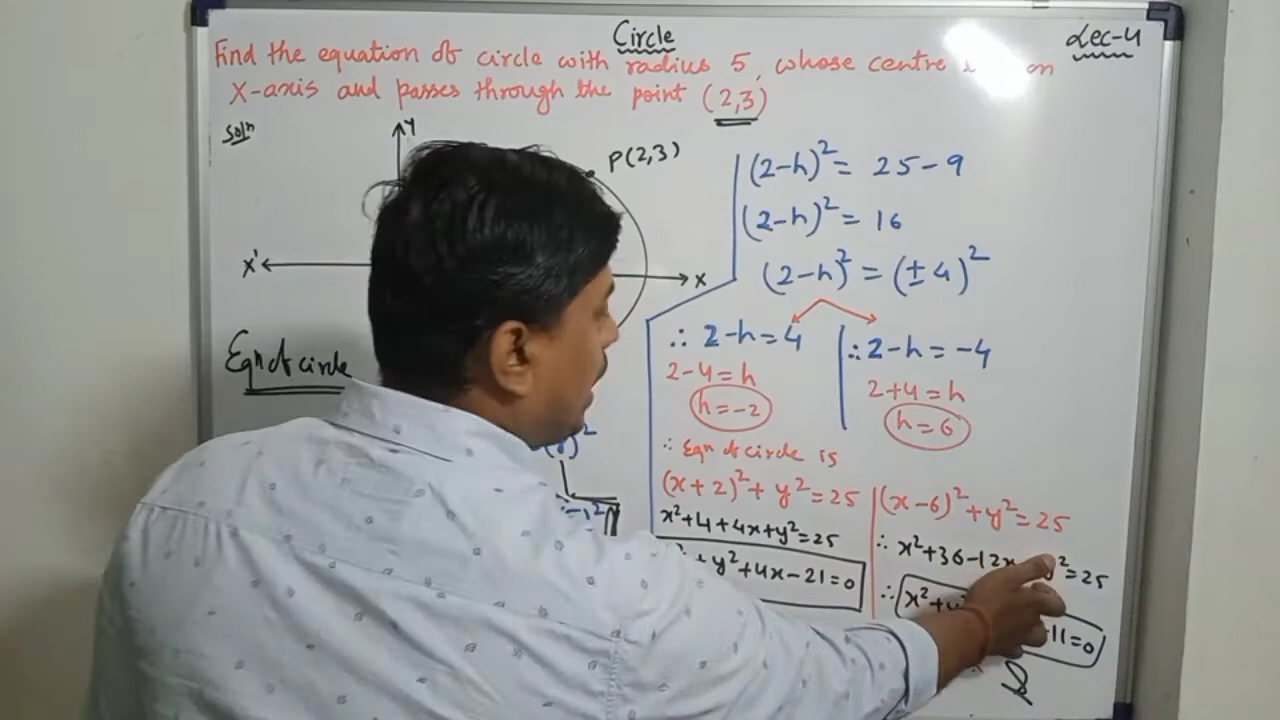 Circle
Lec-4
Find the equation of circle with radius 5, whose centre on
X-axis and passes through the point (2,3)
Soln
Y
P(2,3)
X'
X
Eqn of circle
(2-h)² = 25-9
(2-h)² = 16
(2-h)² = (±4)²
∴ 2-h=4
2-4=h
h=-2
∴ 2-h=-4
2+4=h
h=6
∴ Eqn of circle is
(x+2)²+y²=25
x²+4+4x+y²=25
+y²+4x-21=0
(x-6)²+y²=25
∴ x²+36-12x y²=25
∴ x²+ 11=0